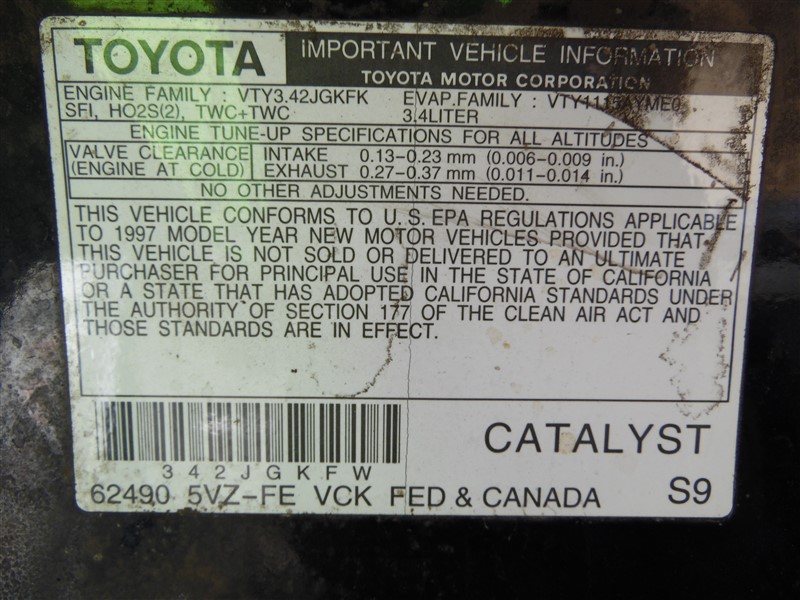 TOYOTA IMPORTANT VEHICLE INFORMATION
TOYOTA MOTOR CORPORATION
ENGINE FAMILY : VTY3.42JGKFK EVAP.FAMILY : VTY1115AYME0
SFI, HO2S(2), TWC+TWC 3.4LITER
ENGINE TUNE-UP SPECIFICATIONS FOR ALL ALTITUDES
VALVE CLEARANCE INTAKE 0.13-0.23 mm (0.006-0.009 in.)
(ENGINE AT COLD) EXHAUST 0.27-0.37 mm (0.011-0.014 in.)
NO OTHER ADJUSTMENTS NEEDED.
THIS VEHICLE CONFORMS TO U.S.EPA REGULATIONS APPLICABLE
TO 1997 MODEL YEAR NEW MOTOR VEHICLES PROVIDED THAT
THIS VEHICLE IS NOT SOLD OR DELIVERED TO AN ULTIMATE
PURCHASER FOR PRINCIPAL USE IN THE STATE OF CALIFORNIA
OR A STATE THAT HAS ADOPTED CALIFORNIA STANDARDS UNDER
THE AUTHORITY OF SECTION 177 OF THE CLEAN AIR ACT AND
THOSE STANDARDS ARE IN EFFECT.
CATALYST
342JGKFW
62490 5VZ-FE VCK FED & CANADA S9